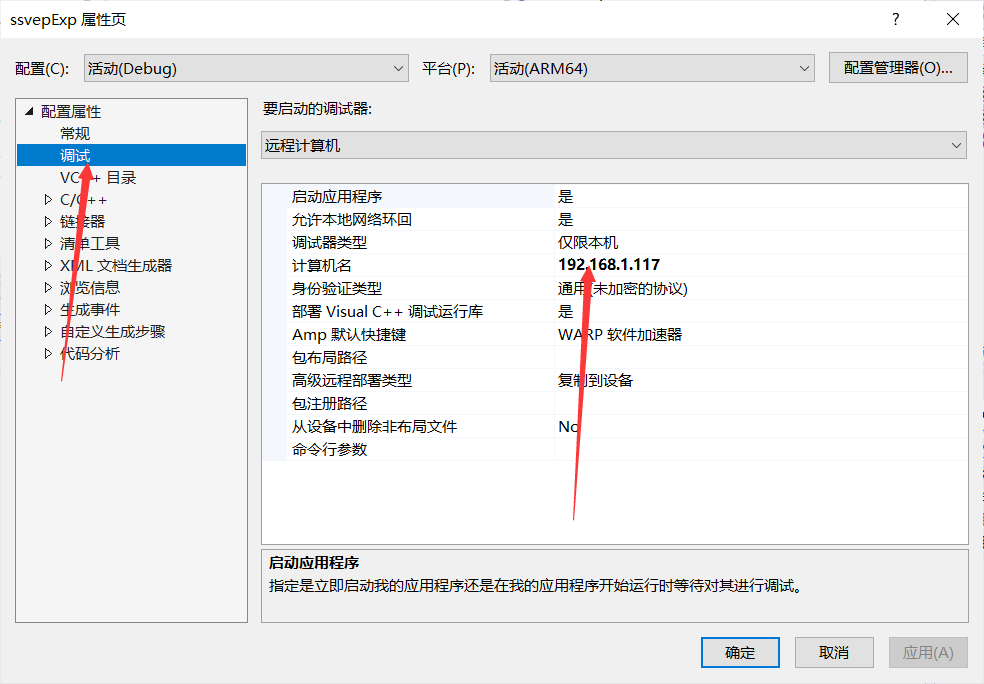 ssvepExp 属性页
?
配置(C):
活动(Debug)
平台(P):
活动(ARM64)
配置管理器(O)...
配置属性
常规
调试
VC++ 目录
C/C++
链接器
清单工具
XML 文档生成器
浏览信息
生成事件
自定义生成步骤
代码分析
要启动的调试器:
远程计算机
启动应用程序 是
允许本地网络环回 是
调试器类型 仅限本机
计算机名 192.168.1.117
身份验证类型 通用(未加密的协议)
部署 Visual C++ 调试运行库 是
Amp 默认快捷键 WARP 软件加速器
包布局路径
高级远程部署类型 复制到设备
包注册路径
从设备中删除非布局文件 No
命令行参数
启动应用程序
指定是立即启动我的应用程序还是在我的应用程序开始运行时等待对其进行调试。
确定
取消
应用(A)